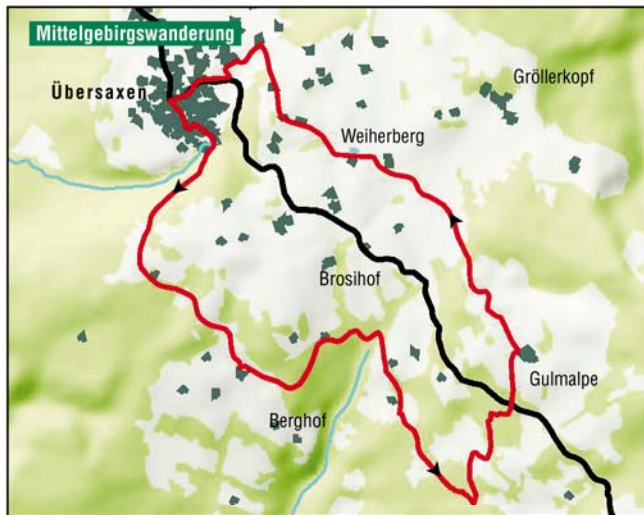 Mittelgebirgswanderung
Übersaxen
Gröllerkopf
Weiherberg
Brosihof
Gulmalpe
Berghof